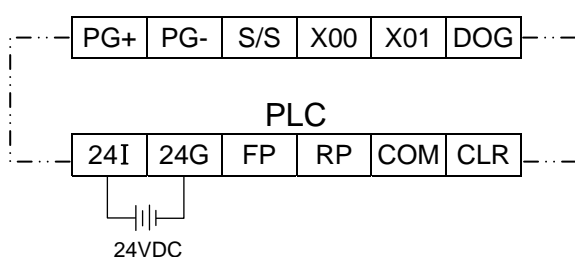 PG+ PG- S/S X00 X01 DOG
PLC
24I 24G FP RP COM CLR
24VDC